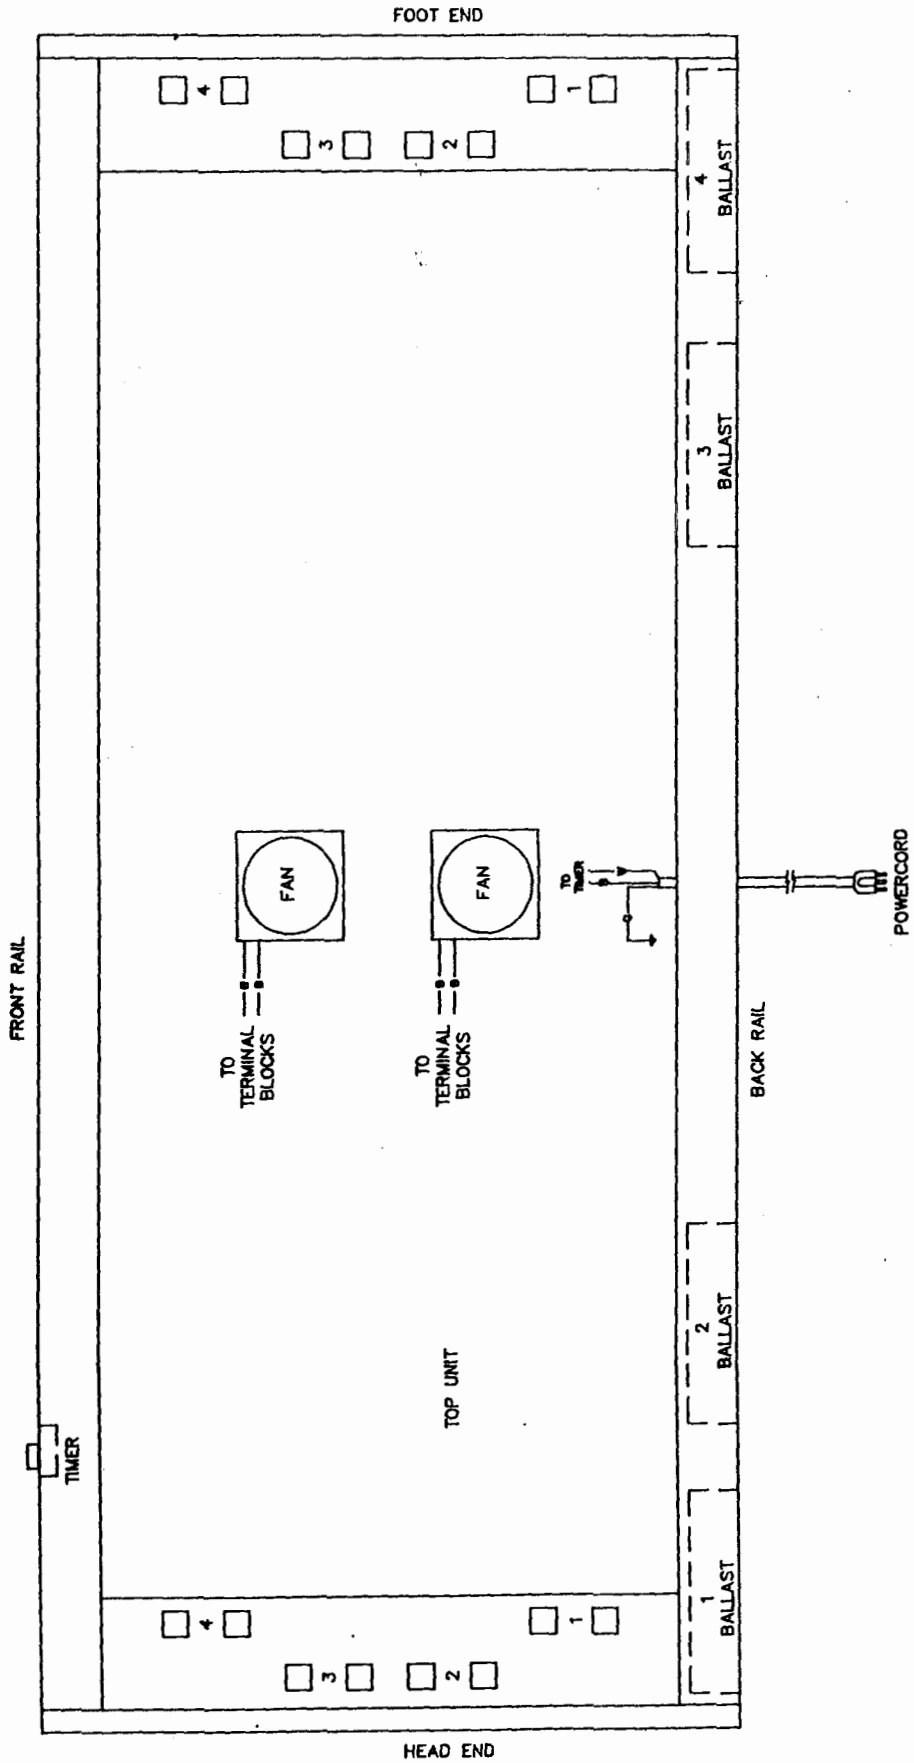 FOOT END
4
1
3
2
4
BALLAST
3
BALLAST
FRONT RAIL
FAN
FAN
TO
TIMER
POWERCORD
TO
TERMINAL
BLOCKS
TO
TERMINAL
BLOCKS
BACK RAIL
2
BALLAST
TOP UNIT
TIMER
1
BALLAST
4
1
3
2
HEAD END